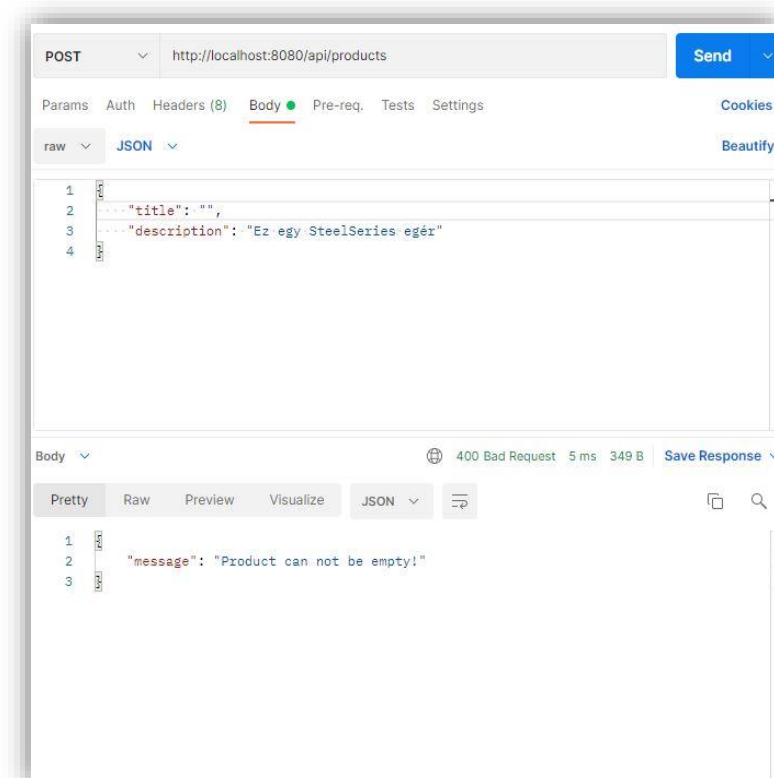 POST http://localhost:8080/api/products Send
Params Auth Headers (8) Body Pre-req. Tests Settings Cookies
raw JSON Beautify
1 {
2 "title": "",
3 "description": "Ez egy SteelSeries egér"
4 }
Body 400 Bad Request 5 ms 349 B Save Response
Pretty Raw Preview Visualize JSON
1 {
2 "message": "Product can not be empty!"
3 }